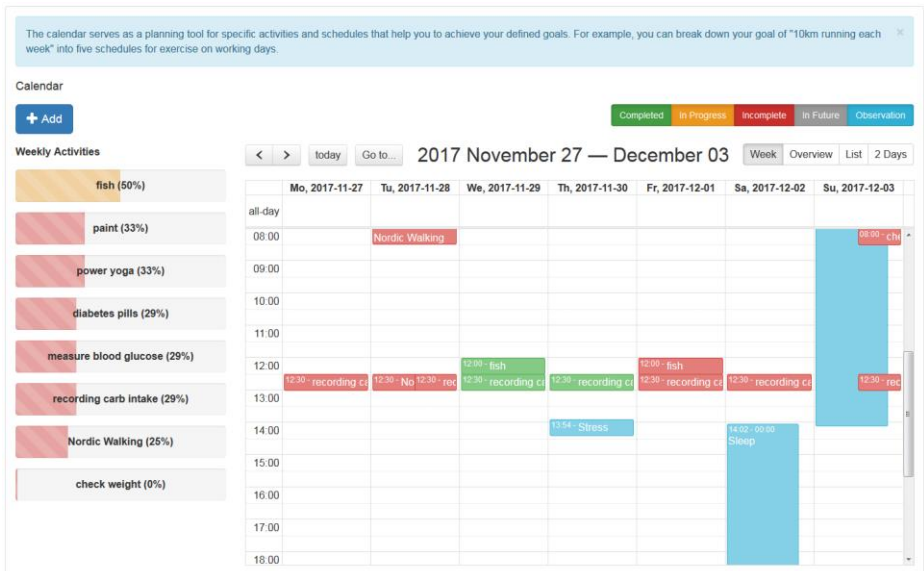 The calendar serves as a planning tool for specific activities and schedules that help you to achieve your defined goals. For example, you can break down your goal of "10km running each ×
week" into five schedules for exercise on working days.
Calendar
+ Add
Completed In Progress Incomplete In Future Observation
Weekly Activities
fish (50%)
paint (33%)
power yoga (33%)
diabetes pills (29%)
measure blood glucose (29%)
recording carb intake (29%)
Nordic Walking (25%)
check weight (0%)
< > today Go to... 2017 November 27 — December 03 Week Overview List 2 Days
Mo, 2017-11-27 Tu, 2017-11-28 We, 2017-11-29 Th, 2017-11-30 Fr, 2017-12-01 Sa, 2017-12-02 Su, 2017-12-03
all-day
08:00 Nordic Walking 08:00 - che
09:00
10:00
11:00
12:00 12:00 - fish 12:00 - fish
12:30 - recording ca 12:30 - No 12:30 - rec 12:30 - recording ca 12:30 - recording ca 12:30 - recording ca 12:30 - recording ca 12:30 - rec
13:00
13:54 - Stress
14:00 14:02 - 00:00
Sleep
15:00
16:00
17:00
18:00